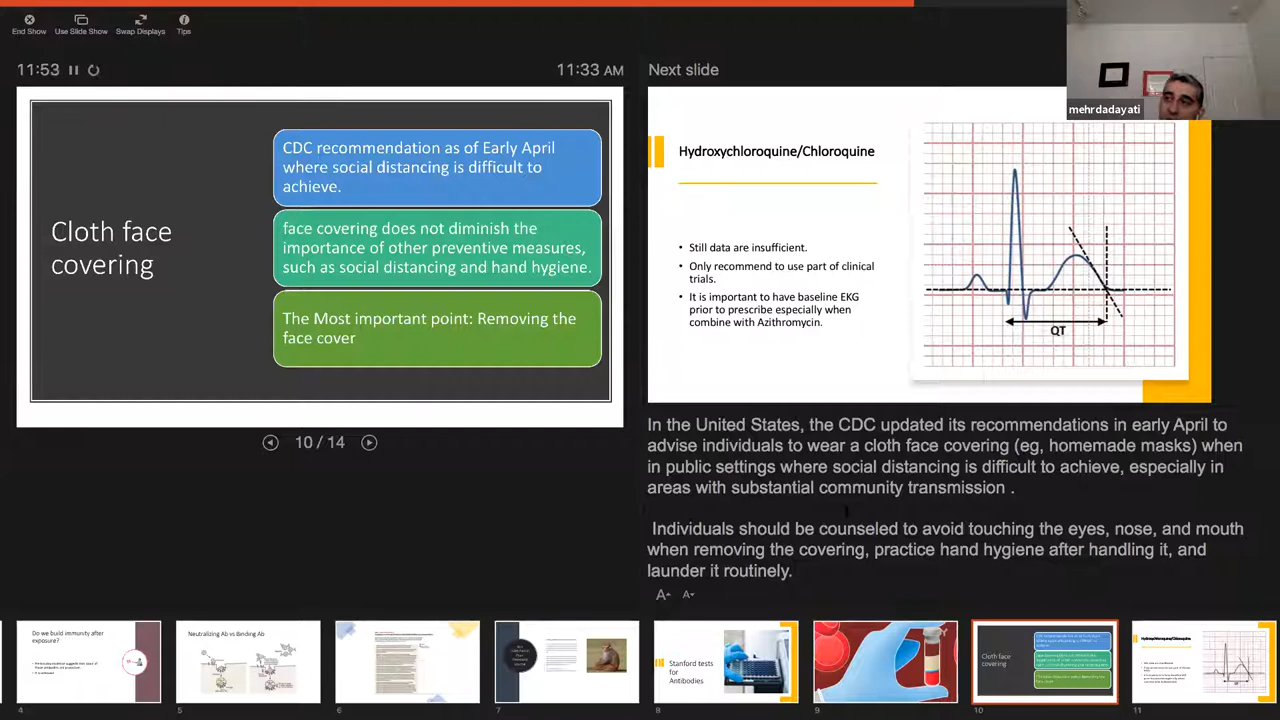 End Show
Use Slide Show
Swap Displays
Tips
11:53
11:33 AM
Next slide
mehrdadayati
Cloth face
covering
CDC recommendation as of Early April
where social distancing is difficult to
achieve.
face covering does not diminish the
importance of other preventive measures,
such as social distancing and hand hygiene.
The Most important point: Removing the
face cover
10 / 14
Hydroxychloroquine/Chloroquine
• Still data are insufficient.
• Only recommend to use part of clinical
trials.
• It is important to have baseline EKG
prior to prescribe especially when
combine with Azithromycin.
QT
In the United States, the CDC updated its recommendations in early April to
advise individuals to wear a cloth face covering (eg, homemade masks) when
in public settings where social distancing is difficult to achieve, especially in
areas with substantial community transmission .
Individuals should be counseled to avoid touching the eyes, nose, and mouth
when removing the covering, practice hand hygiene after handling it, and
launder it routinely.
A
A
Do we build immunity after
exposure?
4
Neutralizing Ab vs Binding Ab
5
6
7
Stanford tests
for
Antibodies
8
9
Cloth face
covering
10
Hydroxychloroquine/Chloroquine
11